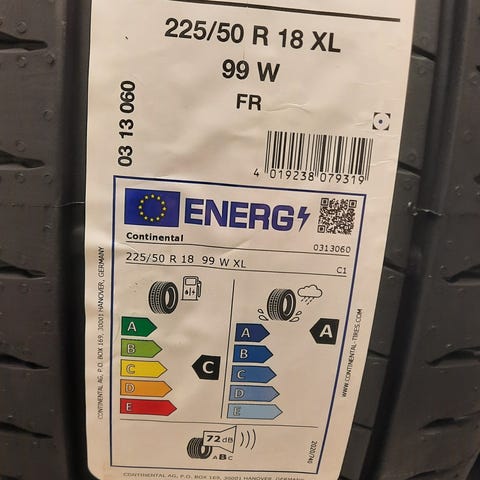 225/50 R 18 XL
99 W
FR
03 13 060
4 019238 079319
ENERG
Continental
0313060
225/50 R 18 99 W XL
C1
A
B
C
D
E
C
A
B
C
D
E
A
72 dB
ABC
2020/740
WWW.CONTINENTAL-TIRES.COM
CONTINENTAL AG, P.O. BOX 169, 30001 HANOVER, GERMANY
CONTINENTAL AG, P.O. BOX 169, 30001 HANOVER, GERMANY